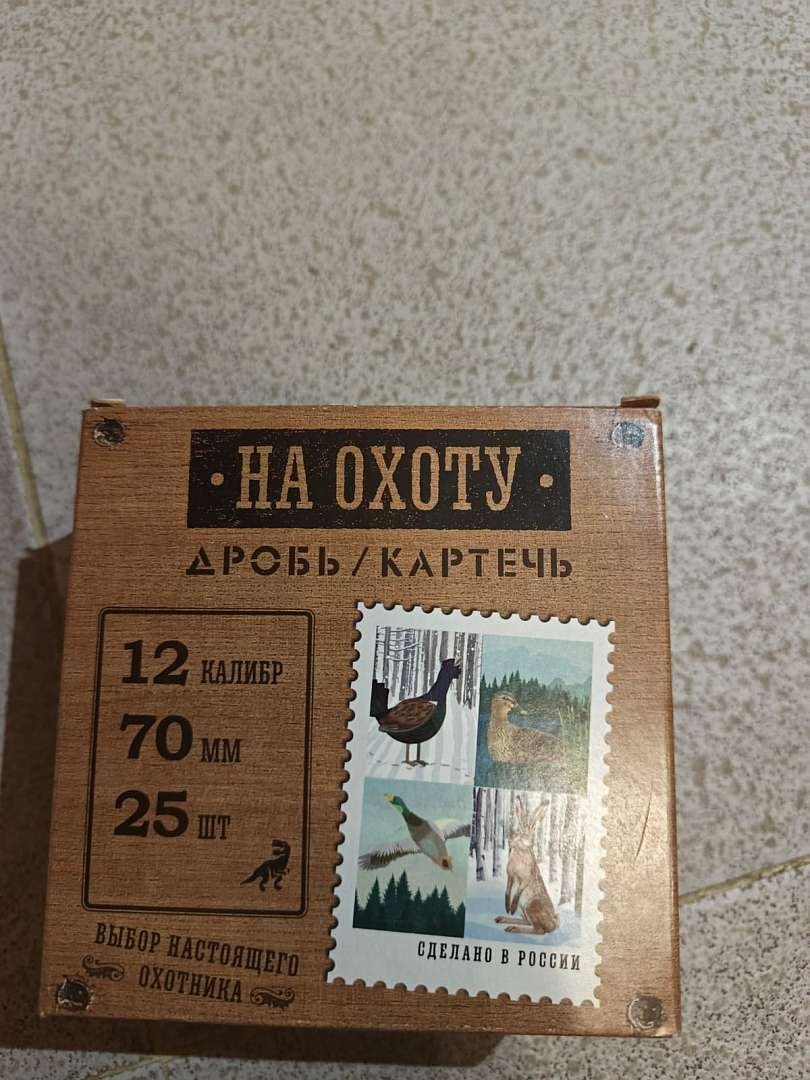 · НА ОХОТУ ·
ДРОБЬ / КАРТЕЧЬ
12 КАЛИБР
70 ММ
25 ШТ
ВЫБОР НАСТОЯЩЕГО
ОХОТНИКА
СДЕЛАНО В РОССИИ